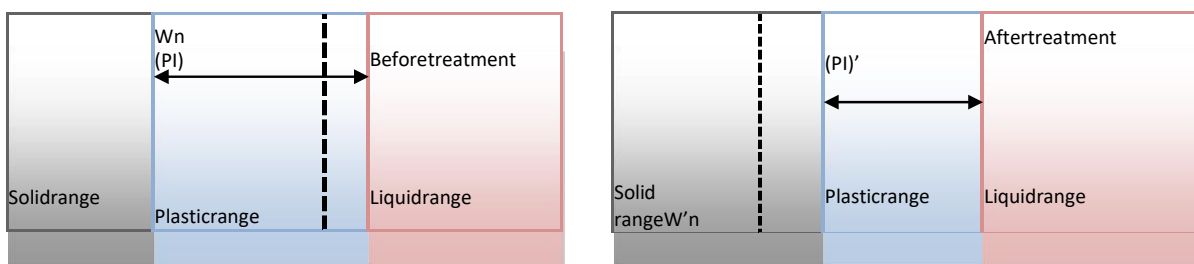 Wn
(PI)
Beforetreatment
Solidrange
Plasticrange
Liquidrange
Aftertreatment
(PI)’
Solid
rangeW’n
Plasticrange
Liquidrange